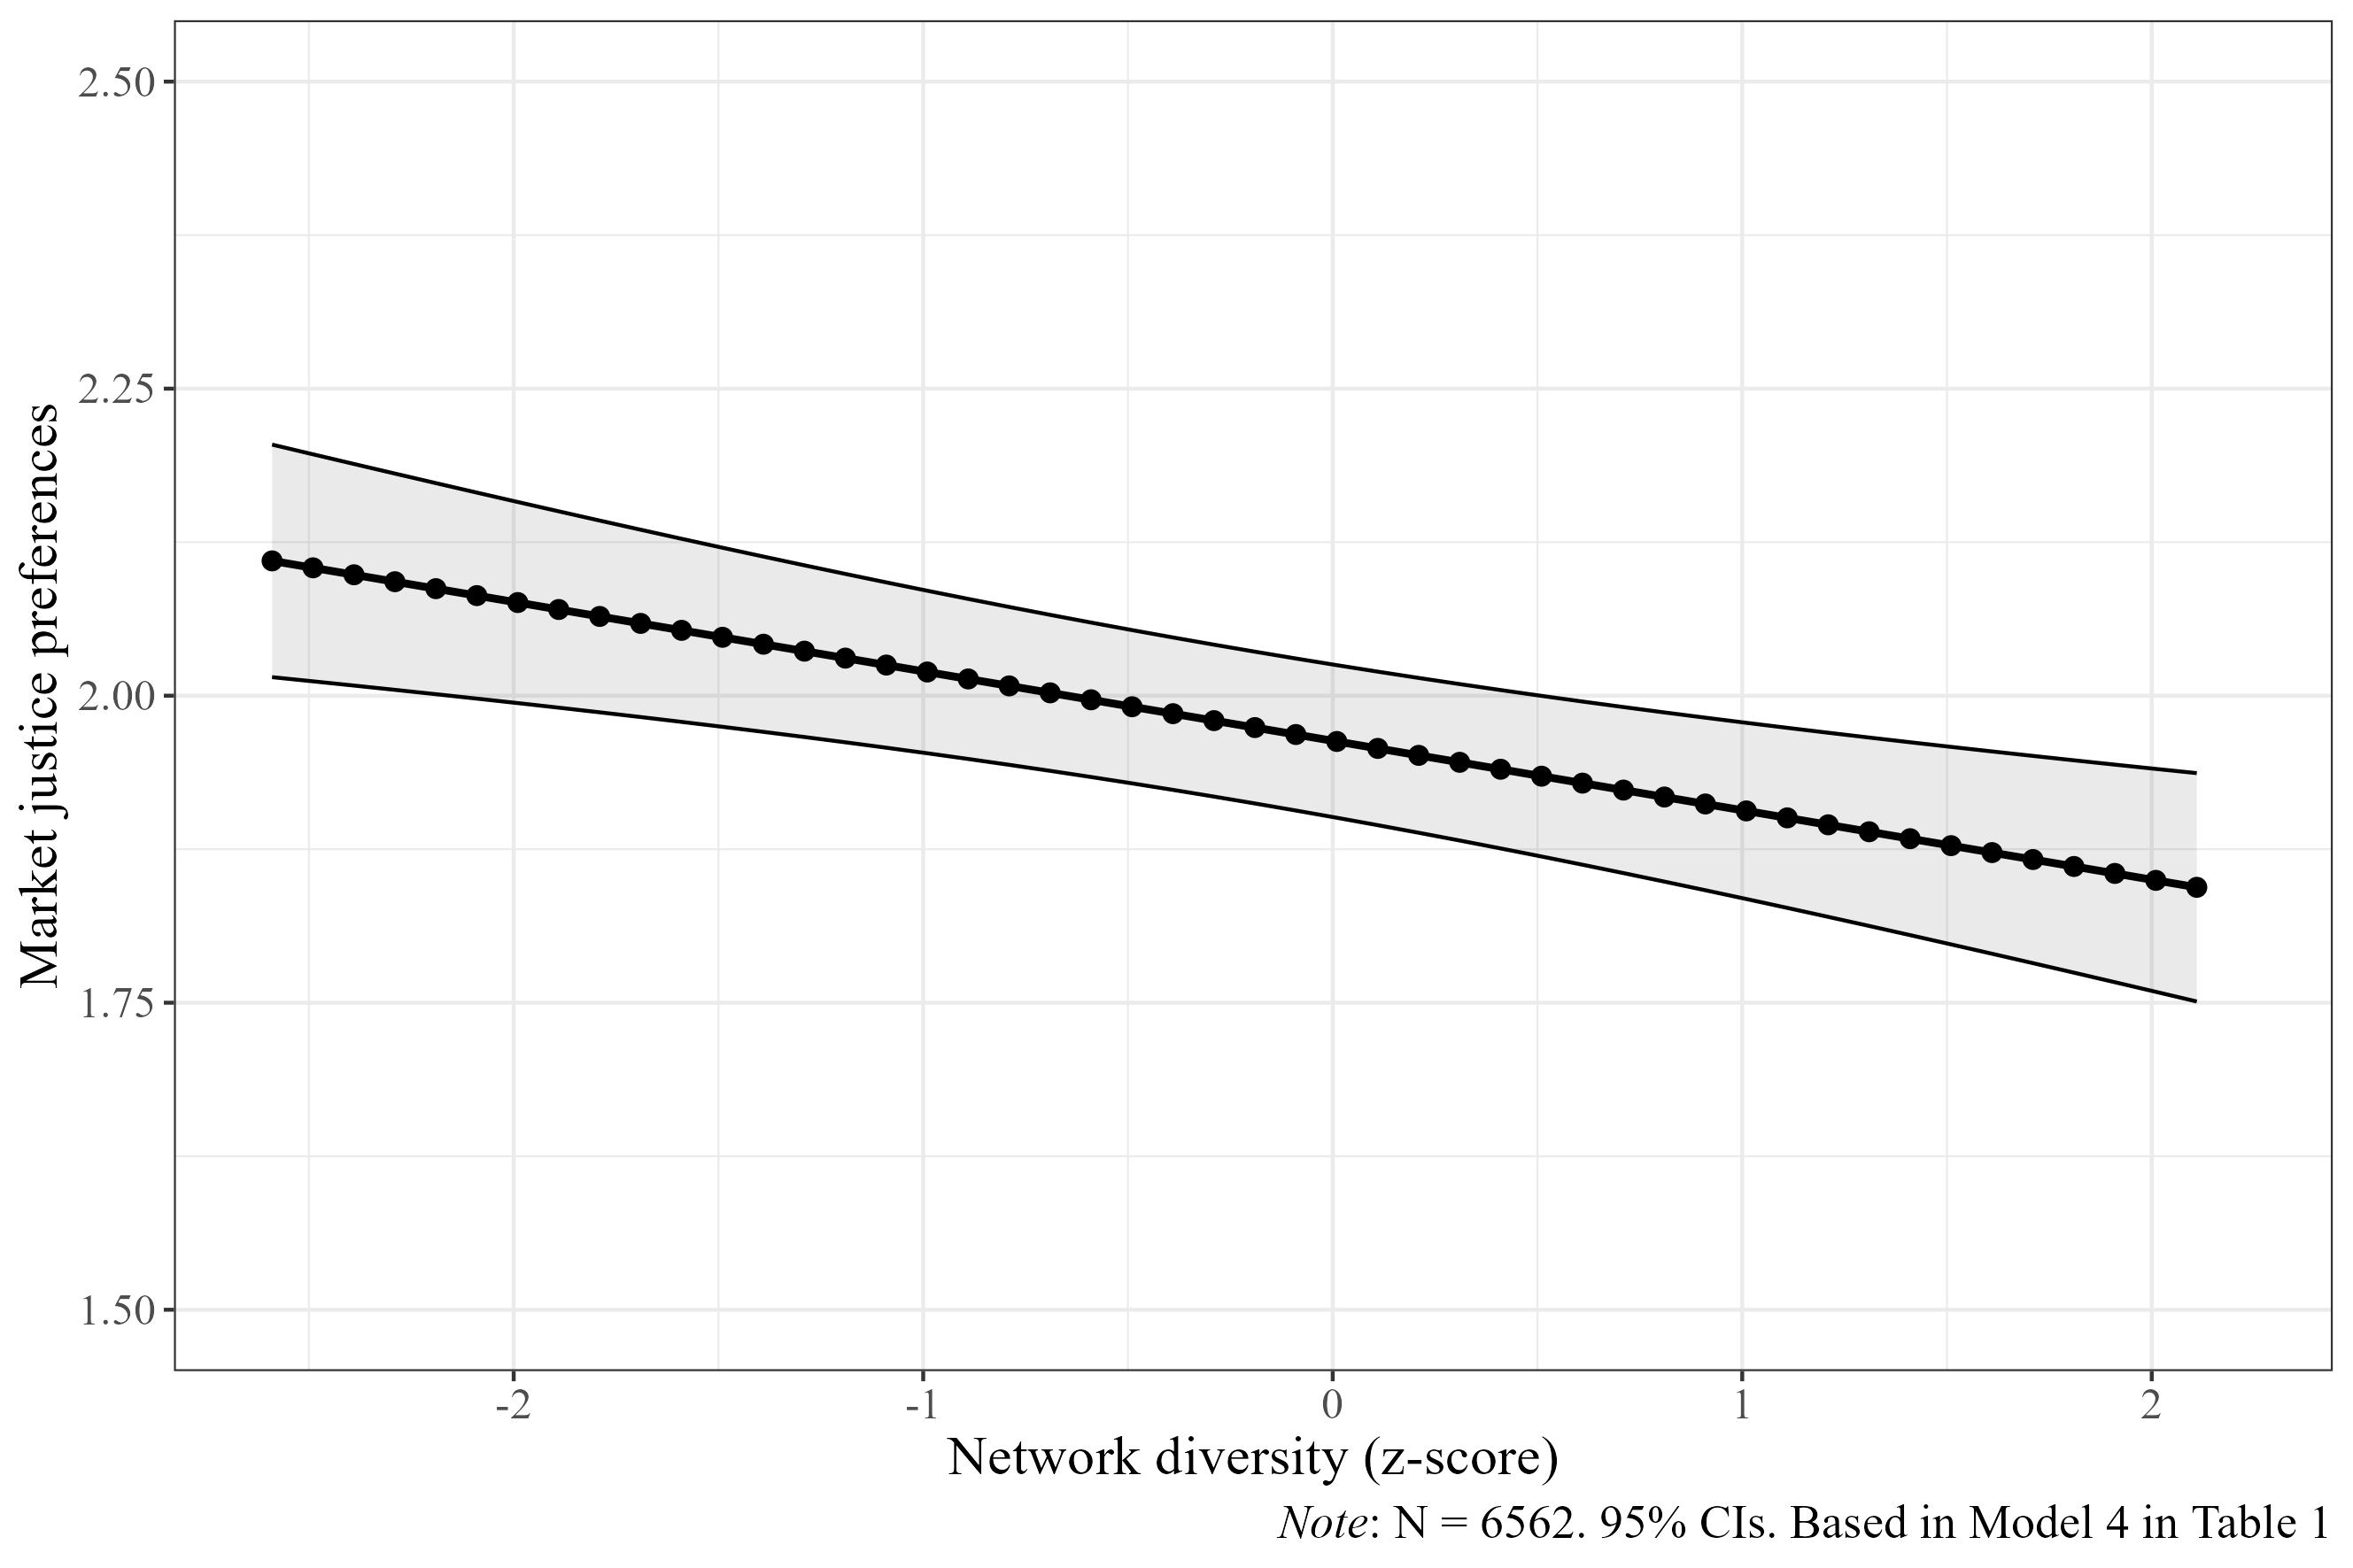 2.50
2.25
2.00
1.75
1.50
Market justice preferences
-2 -1 0 1 2
Network diversity (z-score)
Note: N = 6562. 95% CIs. Based in Model 4 in Table 1